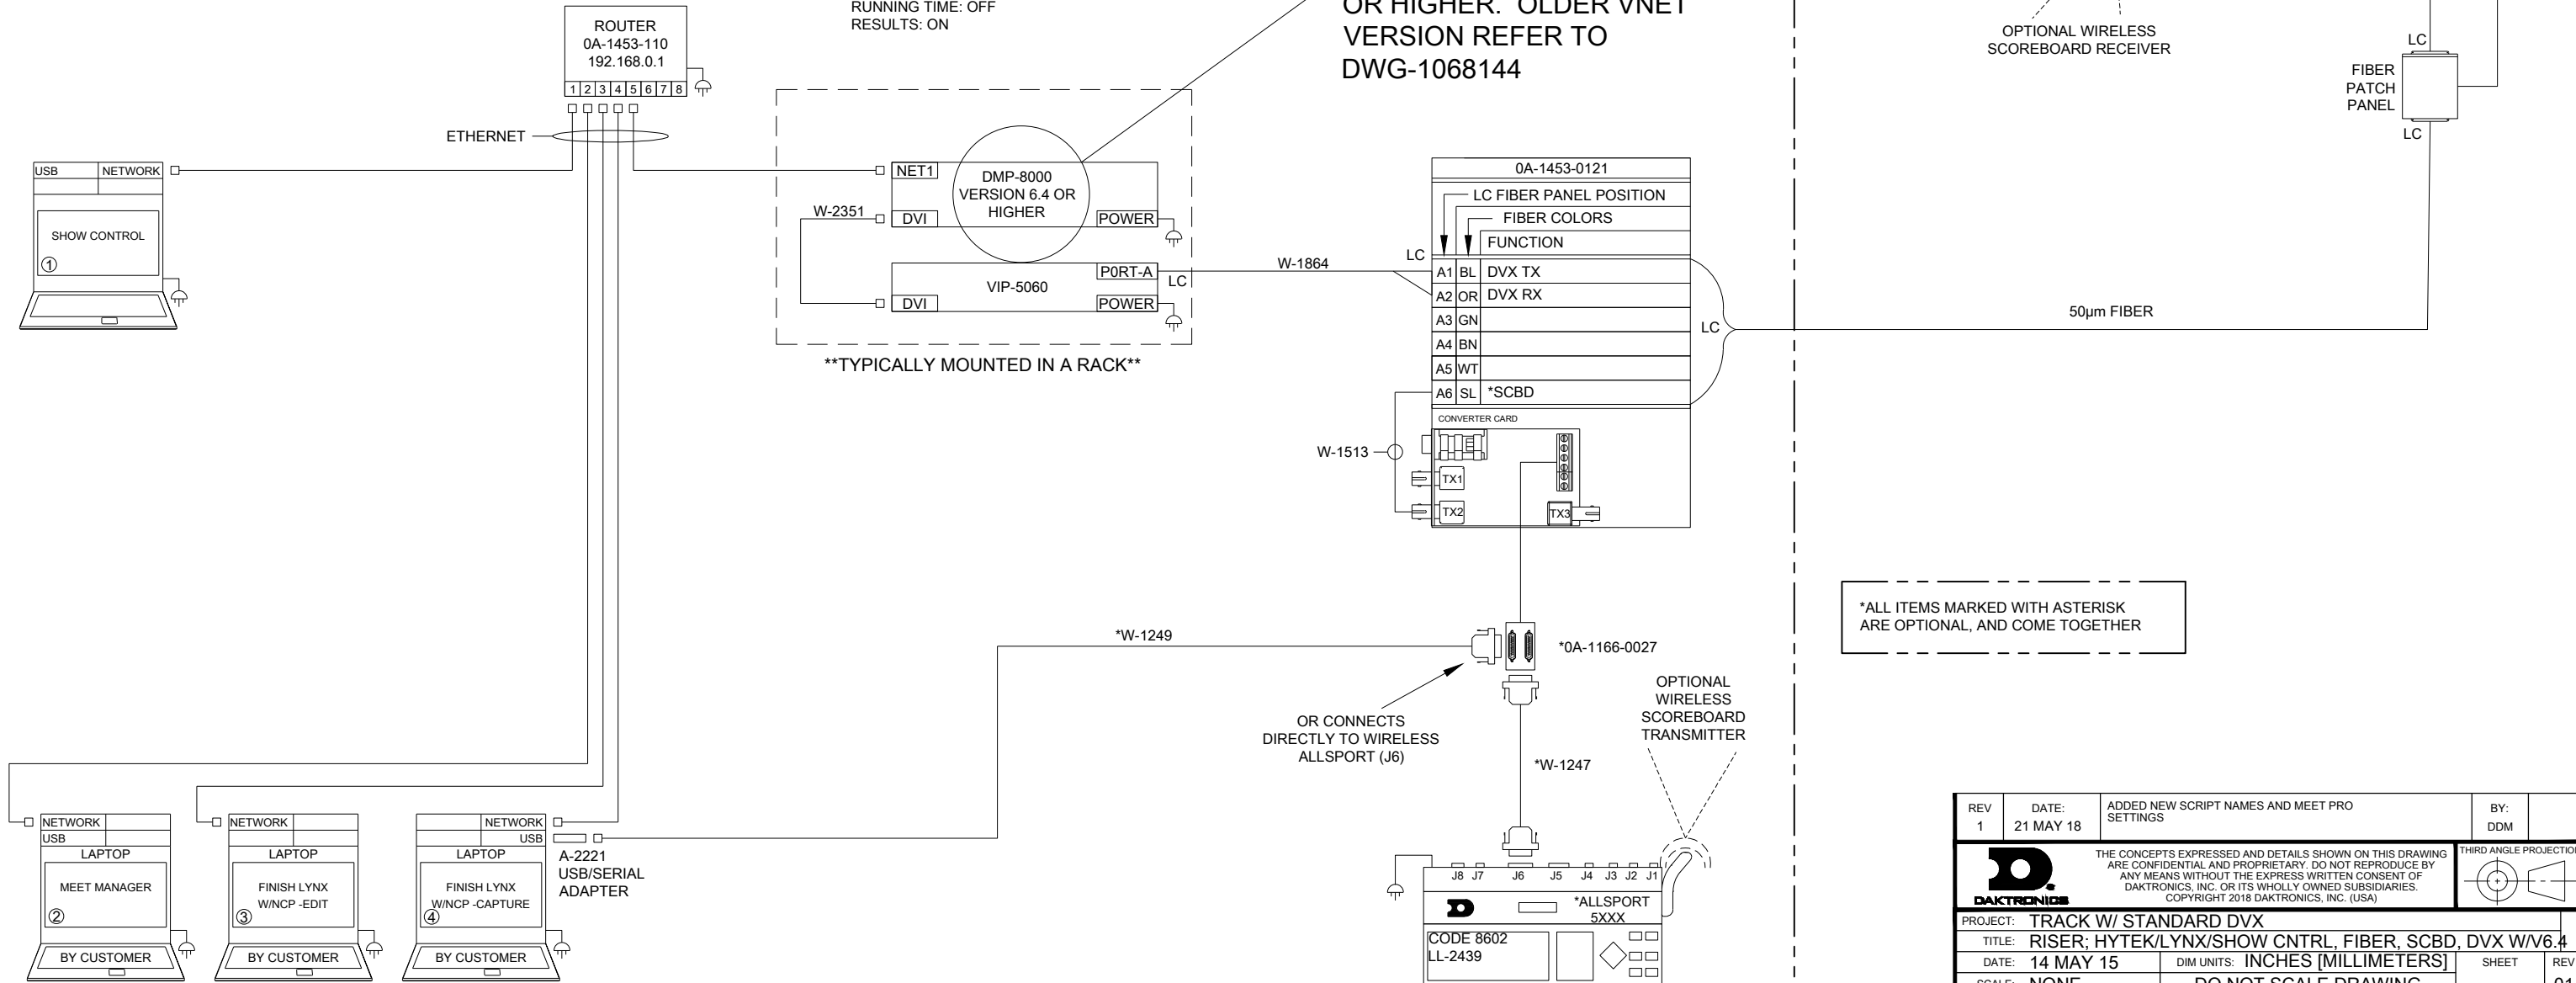 RUNNING TIME: OFF
RESULTS: ON
OR HIGHER. OLDER VNET
VERSION REFER TO
DWG-1068144
OPTIONAL WIRELESS
SCOREBOARD RECEIVER
LC
FIBER
PATCH
PANEL
LC
ROUTER
0A-1453-110
192.168.0.1
1 2 3 4 5 6 7 8
ETHERNET
USB NETWORK
SHOW CONTROL
1
NET1
DMP-8000
VERSION 6.4 OR
HIGHER
DVI
POWER
W-2351
P0RT-A
LC
VIP-5060
DVI
POWER
**TYPICALLY MOUNTED IN A RACK**
W-1864
0A-1453-0121
LC FIBER PANEL POSITION
FIBER COLORS
FUNCTION
LC
A1 BL DVX TX
A2 OR DVX RX
A3 GN
A4 BN
A5 WT
A6 SL *SCBD
LC
50µm FIBER
CONVERTER CARD
W-1513
TX1
TX2
TX3
*ALL ITEMS MARKED WITH ASTERISK
ARE OPTIONAL, AND COME TOGETHER
*W-1249
*0A-1166-0027
OR CONNECTS
DIRECTLY TO WIRELESS
ALLSPORT (J6)
OPTIONAL
WIRELESS
SCOREBOARD
TRANSMITTER
*W-1247
NETWORK
USB
LAPTOP
MEET MANAGER
2
BY CUSTOMER
NETWORK
LAPTOP
FINISH LYNX
W/NCP -EDIT
3
BY CUSTOMER
NETWORK
USB
LAPTOP
FINISH LYNX
W/NCP -CAPTURE
4
BY CUSTOMER
A-2221
USB/SERIAL
ADAPTER
J8 J7 J6 J5 J4 J3 J2 J1
*ALLSPORT
5XXX
CODE 8602
LL-2439
REV
1
DATE:
21 MAY 18
ADDED NEW SCRIPT NAMES AND MEET PRO
SETTINGS
BY:
DDM
DAKTRONICS
THE CONCEPTS EXPRESSED AND DETAILS SHOWN ON THIS DRAWING
ARE CONFIDENTIAL AND PROPRIETARY. DO NOT REPRODUCE BY
ANY MEANS WITHOUT THE EXPRESS WRITTEN CONSENT OF
DAKTRONICS, INC. OR ITS WHOLLY OWNED SUBSIDIARIES.
COPYRIGHT 2018 DAKTRONICS, INC. (USA)
THIRD ANGLE PROJECTION
PROJECT: TRACK W/ STANDARD DVX
TITLE: RISER; HYTEK/LYNX/SHOW CNTRL, FIBER, SCBD, DVX W/V6.4
DATE: 14 MAY 15 DIM UNITS: INCHES [MILLIMETERS] SHEET REV
SCALE: NONE DO NOT SCALE DRAWING 01